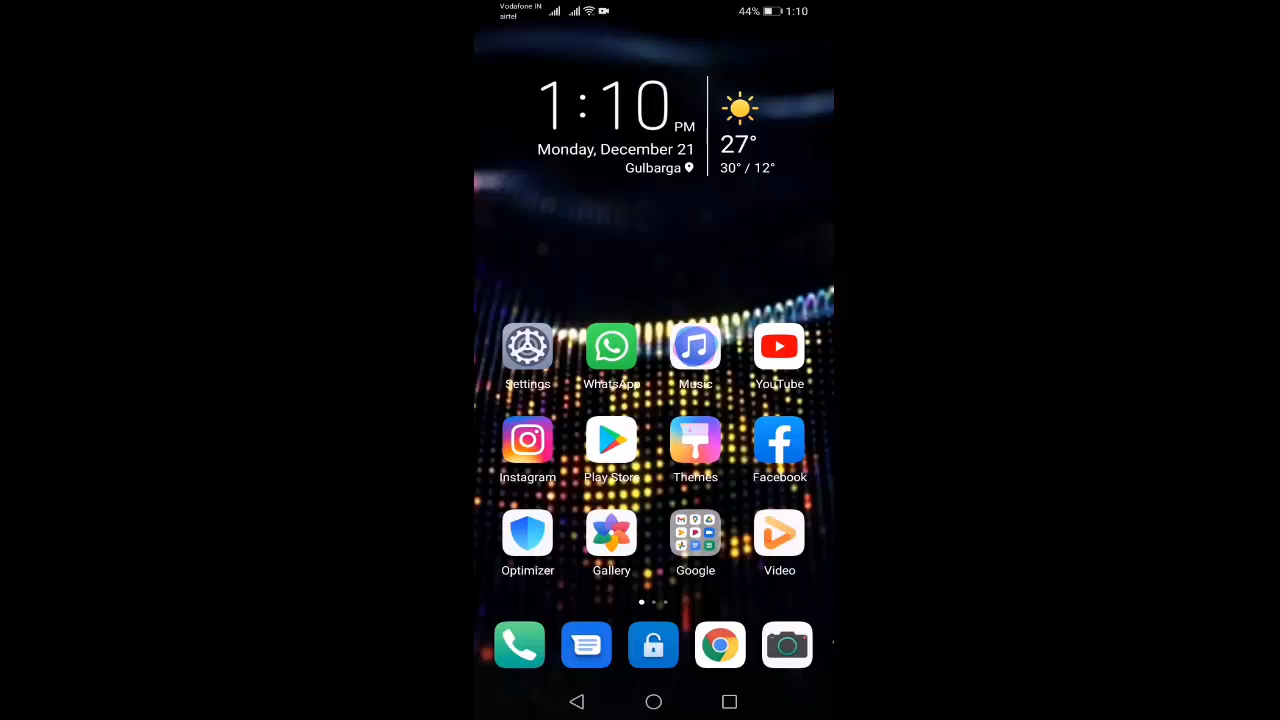 Vodafone IN
airtel
44% 1:10
1:10 PM
Monday, December 21
Gulbarga
27°
30° / 12°
Settings WhatsApp Music YouTube
Instagram Play Store Themes Facebook
Optimizer Gallery Google Video